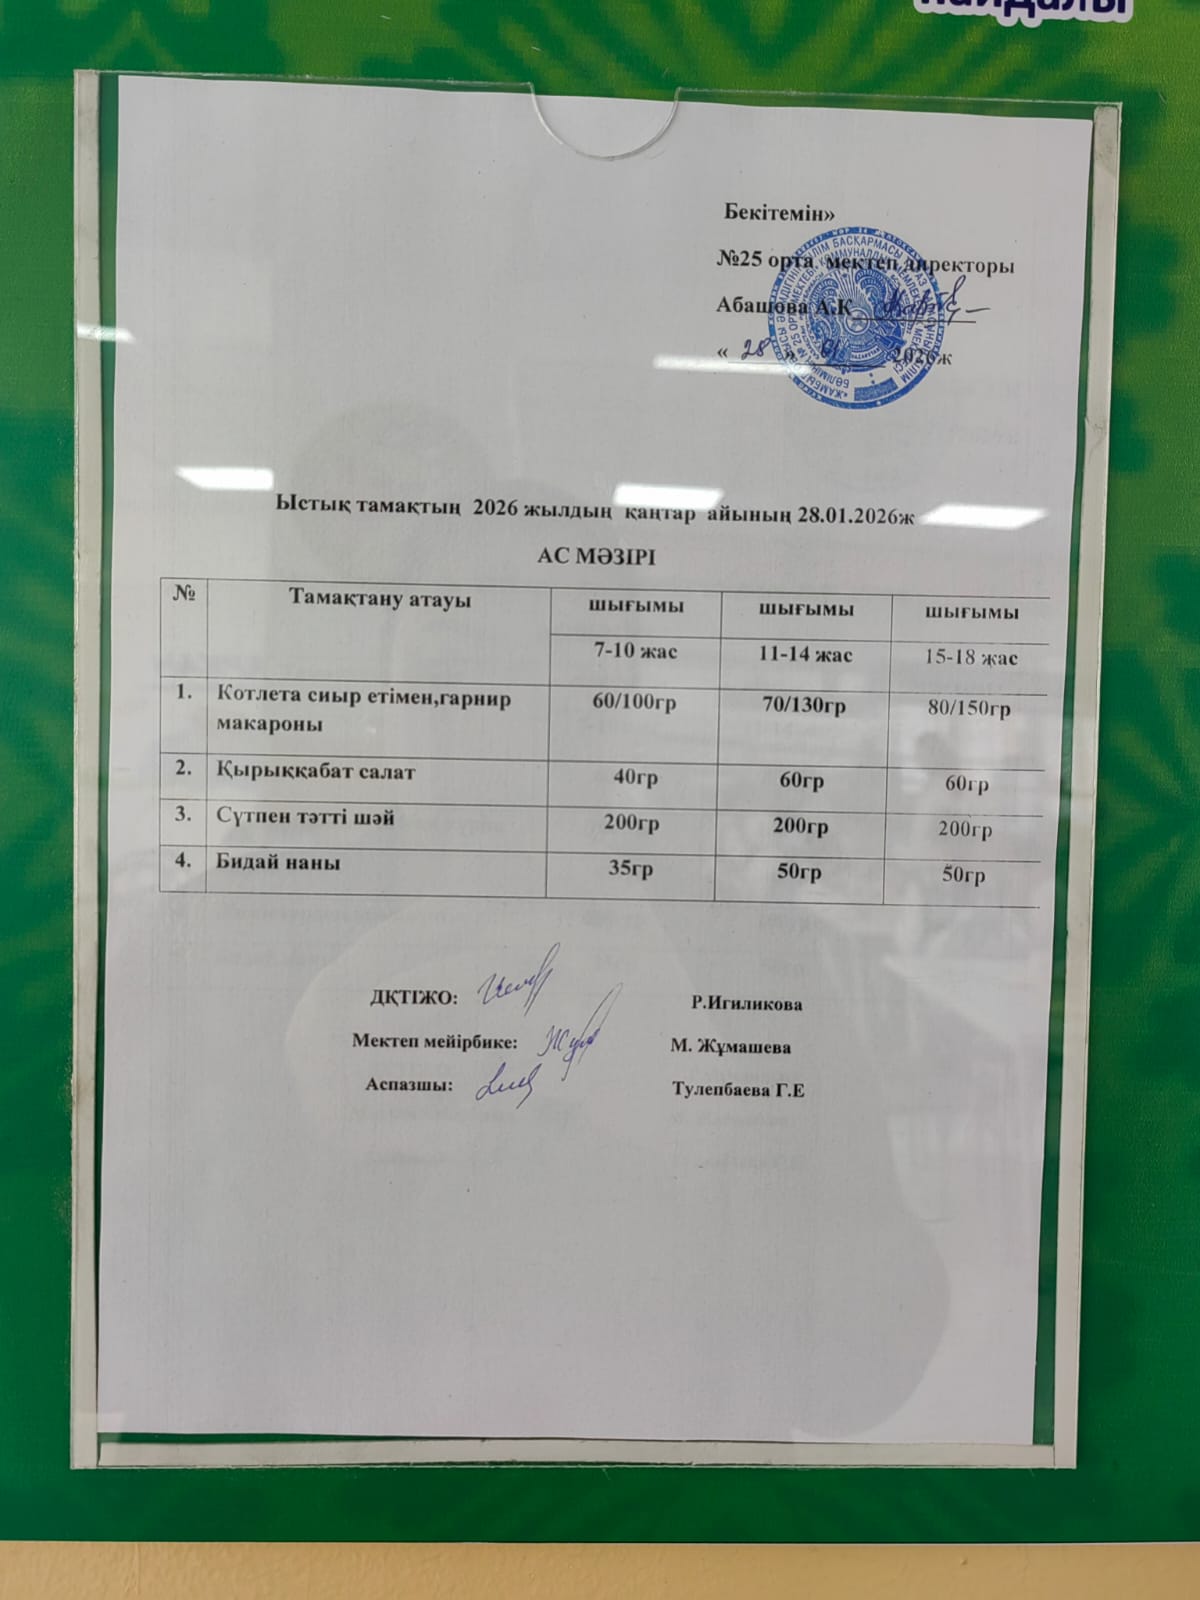 Бекітемін»
№25 орта мектеп директоры
Абашова А.К
« 28 » 01 2026ж
Ыстық тамақтың 2026 жылдың қаңтар айының 28.01.2026ж
АС МӘЗІРІ
№ Тамақтану атауы шығымы шығымы шығымы
7-10 жас 11-14 жас 15-18 жас
1. Котлета сиыр етімен,гарнир 60/100гр 70/130гр 80/150гр
макароны
2. Қырыққабат салат 40гр 60гр 60гр
3. Сүтпен тәтті шәй 200гр 200гр 200гр
4. Бидай наны 35гр 50гр 50гр
ДҚТІЖО: Р.Игиликова
Мектеп мейірбике: М. Жұмашева
Аспазшы: Тулепбаева Г.Е